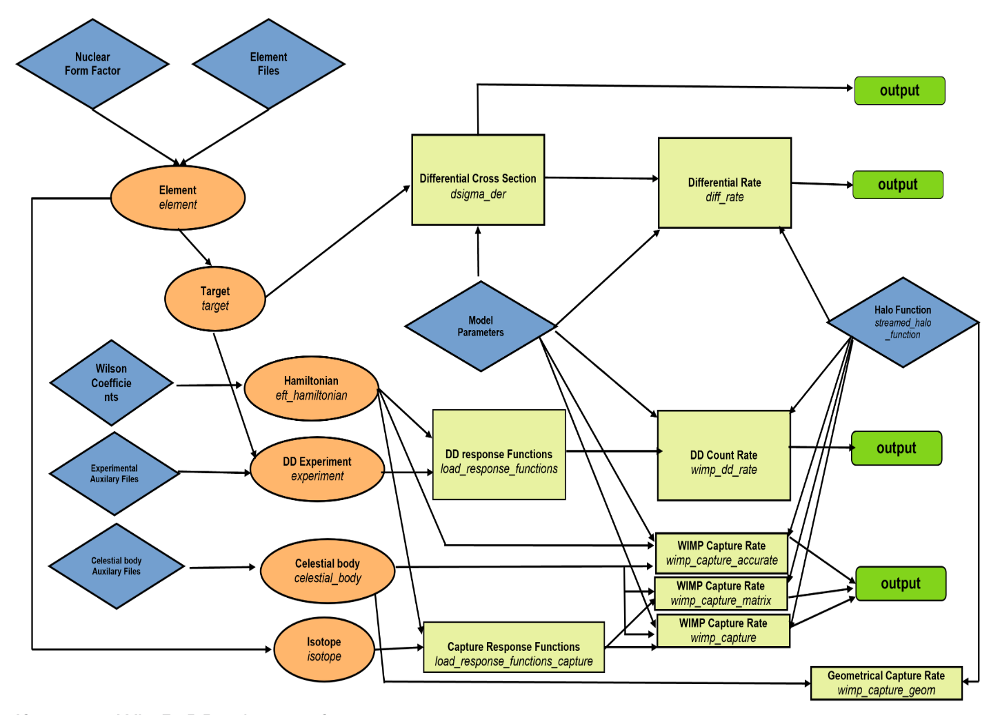 Nuclear
Form Factor
Element
Files
output
Differential Cross Section
dsigma_der
Differential Rate
diff_rate
output
Element
element
Target
target
Model
Parameters
Halo Function
streamed_halo
_function
Wilson
Coefficie
nts
Hamiltonian
eft_hamiltonian
Experimental
Auxilary Files
DD Experiment
experiment
DD response Functions
load_response_functions
DD Count Rate
wimp_dd_rate
output
Celestial body
Auxilary Files
Celestial body
celestial_body
WIMP Capture Rate
wimp_capture_accurate
WIMP Capture Rate
wimp_capture_matrix
WIMP Capture Rate
wimp_capture
output
Isotope
isotope
Capture Response Functions
load_response_functions_capture
Geometrical Capture Rate
wimp_capture_geom